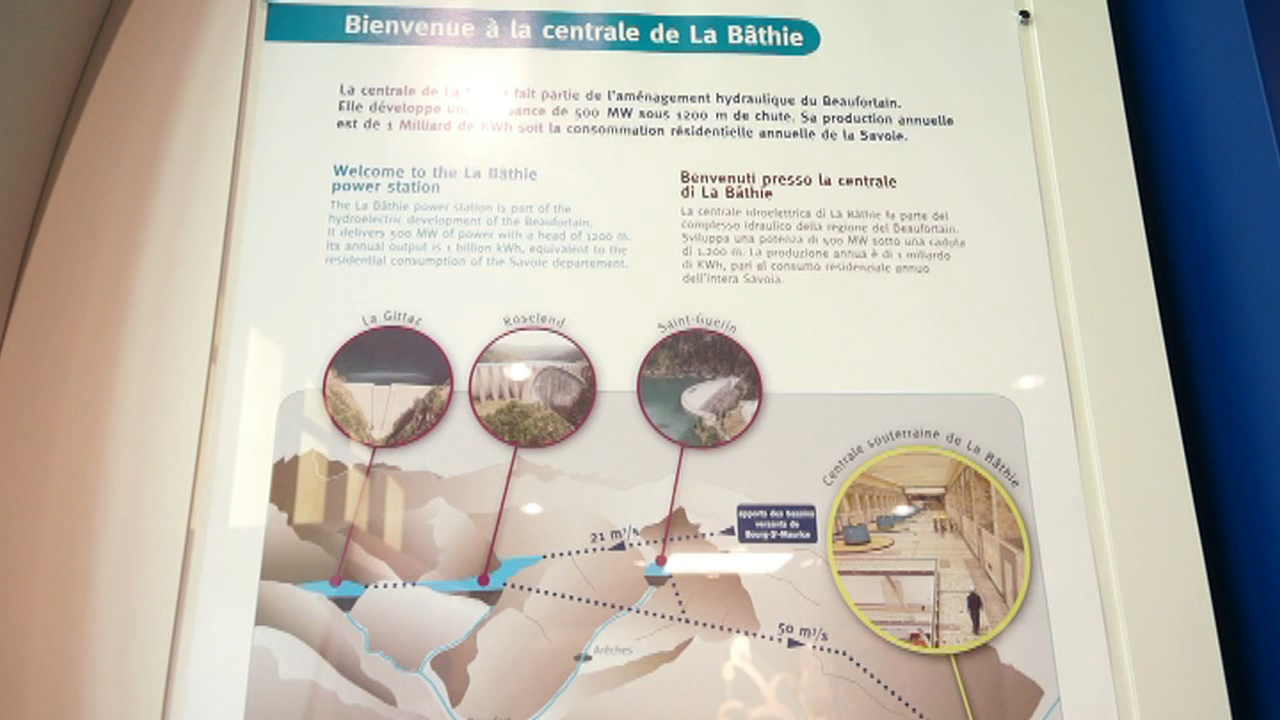 Bienvenue à la centrale de La Bâthie
La centrale de La fait partie de l'aménagement hydraulique du Beaufortain.
Elle développe une puissance de 500 MW sous 1200 m de chute. Sa production annuelle
est de 1 Milliard de KWh soit la consommation résidentielle annuelle de la Savoie.
Welcome to the La Bâthie
power station
The La Bâthie power station is part of the
hydroelectric development of the Beaufortain.
It delivers 500 MW of power with a head of 1200 m.
Its annual output is 1 billion kWh, equivalent to the
residential consumption of the Savoie departement.
Benvenuti presso la centrale
di La Bâthie
La centrale idroelettrica di La Bâthie fa parte del
complesso idraulico della regione del Beaufortain.
Sviluppa una potenza di 500 MW sotto una caduta
di 1.200 m. La produzione annua è di 1 miliardo
di KWh, pari al consumo residenziale annuo
dell'intera Savoia.
La Gittaz
Roselend
Saint-Guérin
Centrale souterraine de La Bâthie
apports des bassins
versants de
Bourg-St-Maurice
21 m³/s
50 m³/s
Arêches